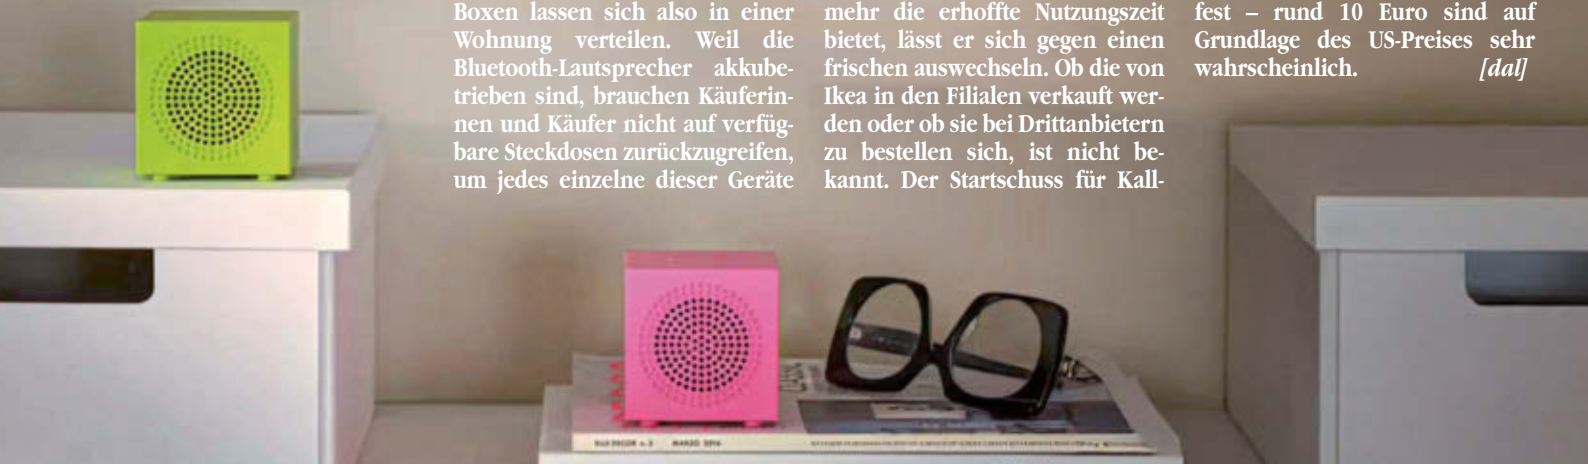 Boxen lassen sich also in einer
Wohnung verteilen. Weil die
Bluetooth-Lautsprecher akkube-
trieben sind, brauchen Käuferin-
nen und Käufer nicht auf verfüg-
bare Steckdosen zurückzugreifen,
um jedes einzelne dieser Geräte
mehr die erhoffte Nutzungszeit
bietet, lässt er sich gegen einen
frischen auswechseln. Ob die von
Ikea in den Filialen verkauft wer-
den oder ob sie bei Drittanbietern
zu bestellen sich, ist nicht be-
kannt. Der Startschuss für Kall-
fest – rund 10 Euro sind auf
Grundlage des US-Preises sehr
wahrscheinlich. [dal]
MARZO 2016